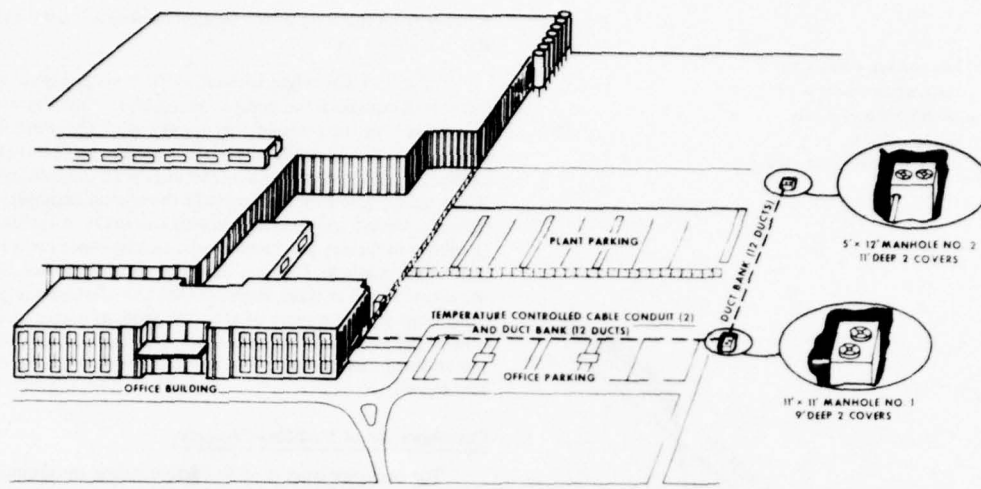 PLANT PARKING
DUCT BANK (12 DUCTS)
5' × 12' MANHOLE NO. 2
11' DEEP 2 COVERS
TEMPERATURE CONTROLLED CABLE CONDUIT (2)
AND DUCT BANK (12 DUCTS)
OFFICE PARKING
OFFICE BUILDING
11' × 11' MANHOLE NO. 1
9' DEEP 2 COVERS